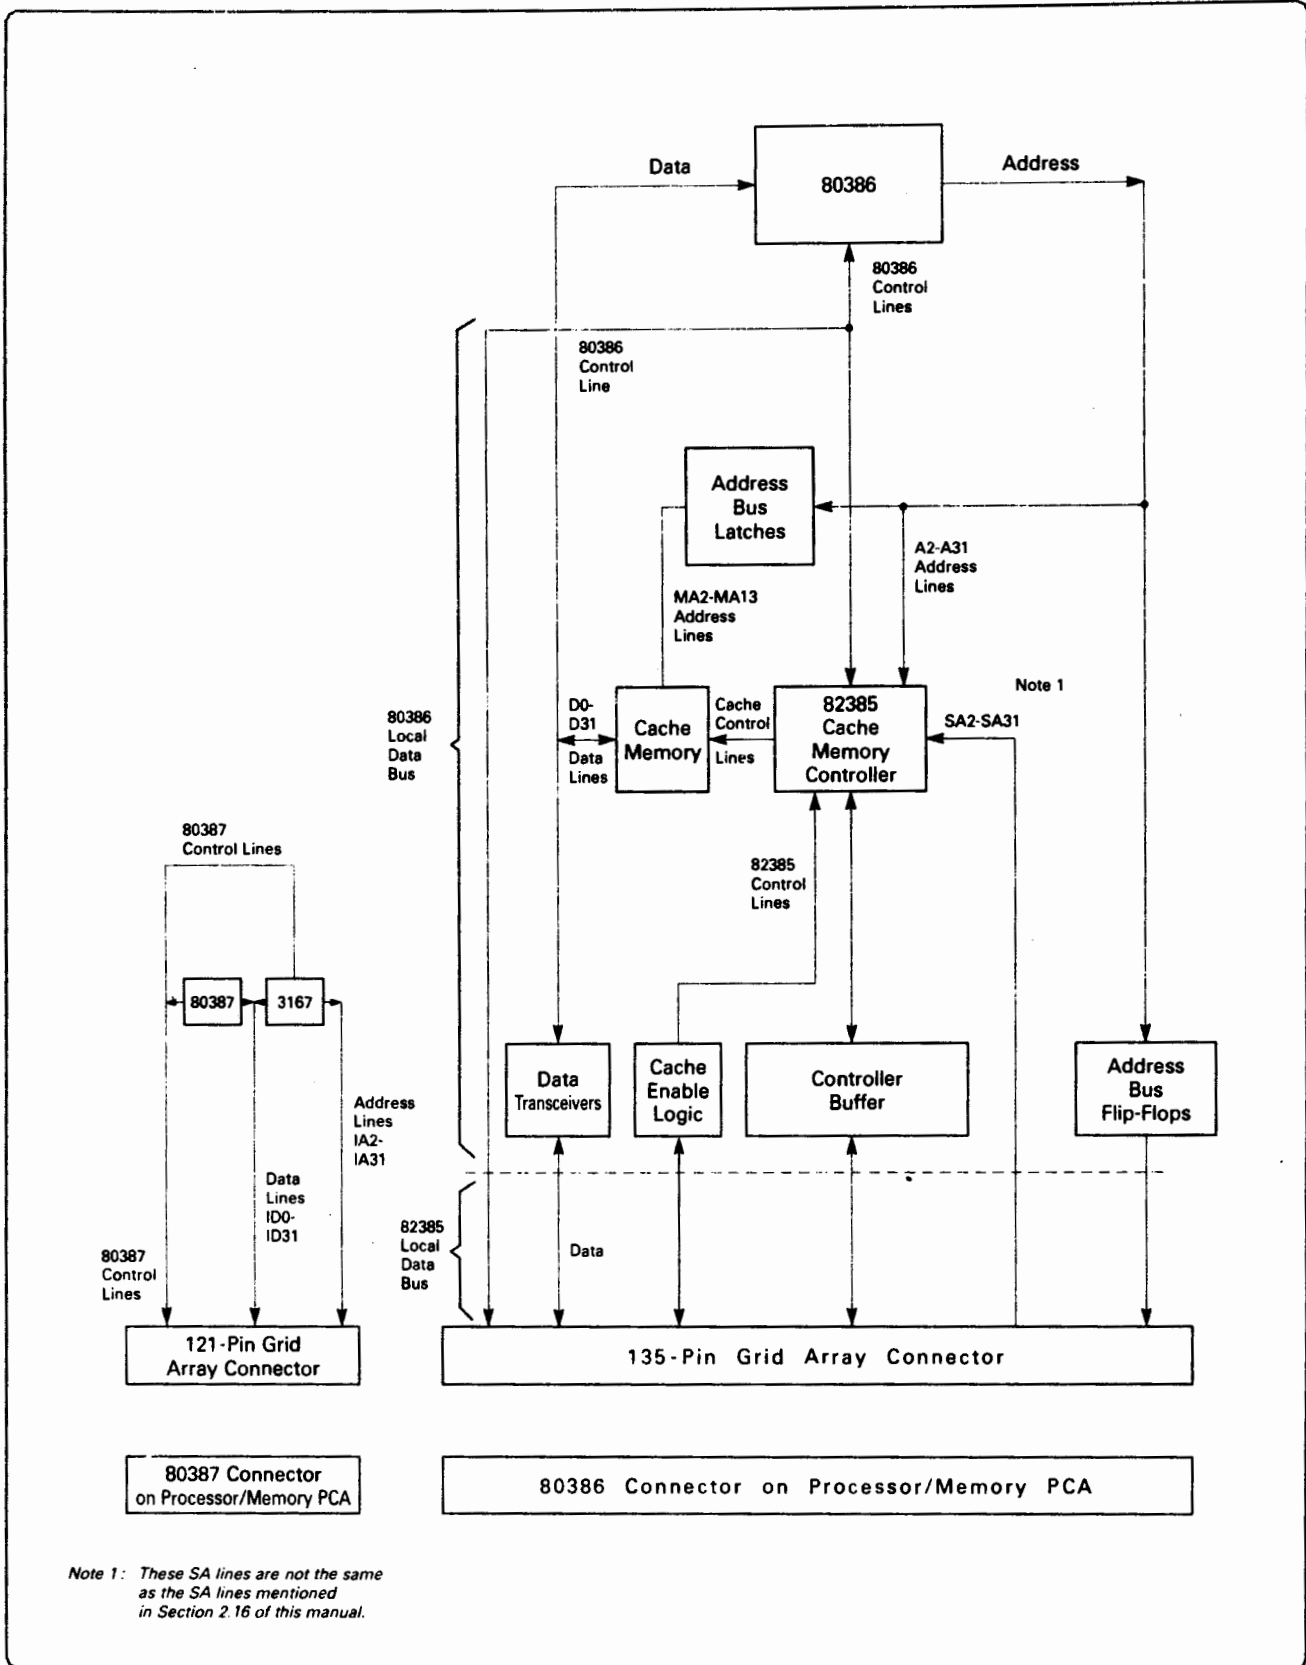 Data
80386
Address
80386
Control
Lines
80386
Control
Line
Address
Bus
Latches
A2-A31
Address
Lines
MA2-MA13
Address
Lines
Note 1
80386
Local
Data
Bus
D0-
D31
Data
Lines
Cache
Memory
Cache
Control
Lines
82385
Cache
Memory
Controller
SA2-SA31
80387
Control Lines
82385
Control
Lines
80387
3167
Data
Transceivers
Cache
Enable
Logic
Controller
Buffer
Address
Bus
Flip-Flops
Address
Lines
IA2-
IA31
Data
Lines
ID0-
ID31
80387
Control
Lines
82385
Local
Data
Bus
Data
121-Pin Grid
Array Connector
135-Pin Grid Array Connector
80387 Connector
on Processor/Memory PCA
80386 Connector on Processor/Memory PCA
Note 1: These SA lines are not the same
as the SA lines mentioned
in Section 2.16 of this manual.